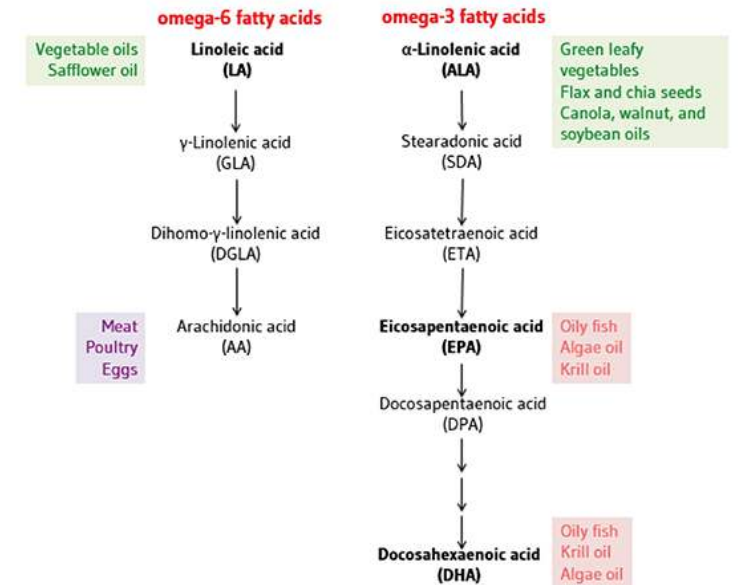 omega-6 fatty acids
omega-3 fatty acids
Vegetable oils
Safflower oil
Linoleic acid
(LA)
α-Linolenic acid
(ALA)
Green leafy
vegetables
Flax and chia seeds
Canola, walnut, and
soybean oils
γ-Linolenic acid
(GLA)
Stearadonic acid
(SDA)
Dihomo-γ-linolenic acid
(DGLA)
Eicosatetraenoic acid
(ETA)
Meat
Poultry
Eggs
Arachidonic acid
(AA)
Eicosapentaenoic acid
(EPA)
Oily fish
Algae oil
Krill oil
Docosapentaenoic acid
(DPA)
Docosahexaenoic acid
(DHA)
Oily fish
Krill oil
Algae oil